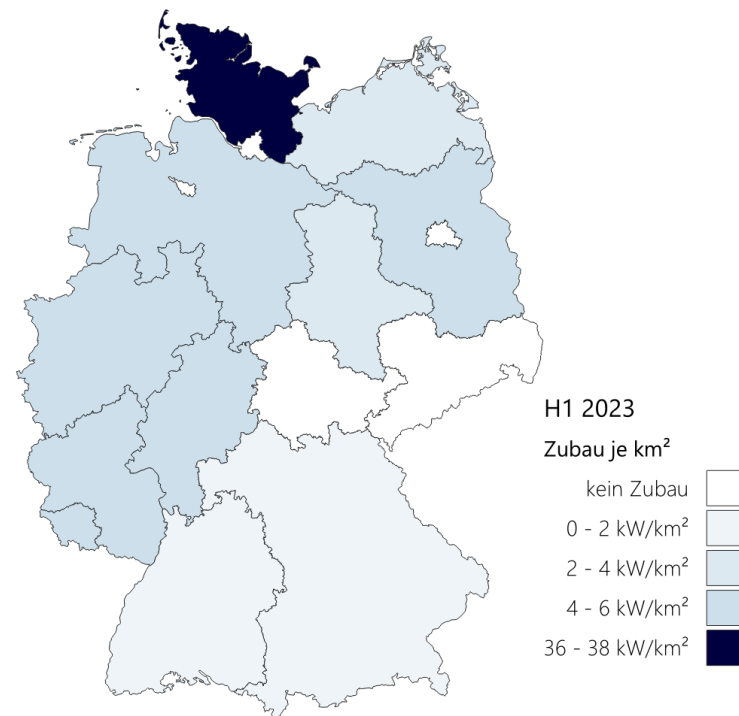 H1 2023
Zubau je km²
kein Zubau
0 - 2 kW/km²
2 - 4 kW/km²
4 - 6 kW/km²
36 - 38 kW/km²